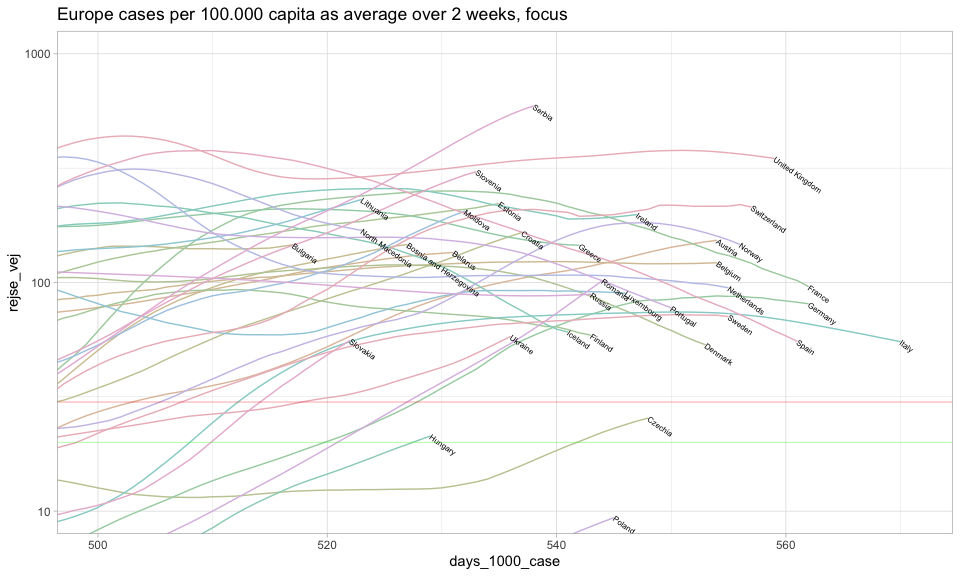 Europe cases per 100.000 capita as average over 2 weeks, focus
1000
Serbia
United Kingdom
Slovenia
Lithuania
Estonia
Moldova
Switzerland
Ireland
North Macedonia
Croatia
Bulgaria
Bosnia and Herzegovina
Belarus
Greece
Austria
Norway
rejse_vej
100
Belgium
Romania
Luxembourg
Russia
Netherlands
France
Germany
Portugal
Sweden
Slovakia
Ukraine
Iceland
Finland
Denmark
Spain
Italy
Czechia
Hungary
10
Poland
500
520
540
560
days_1000_case